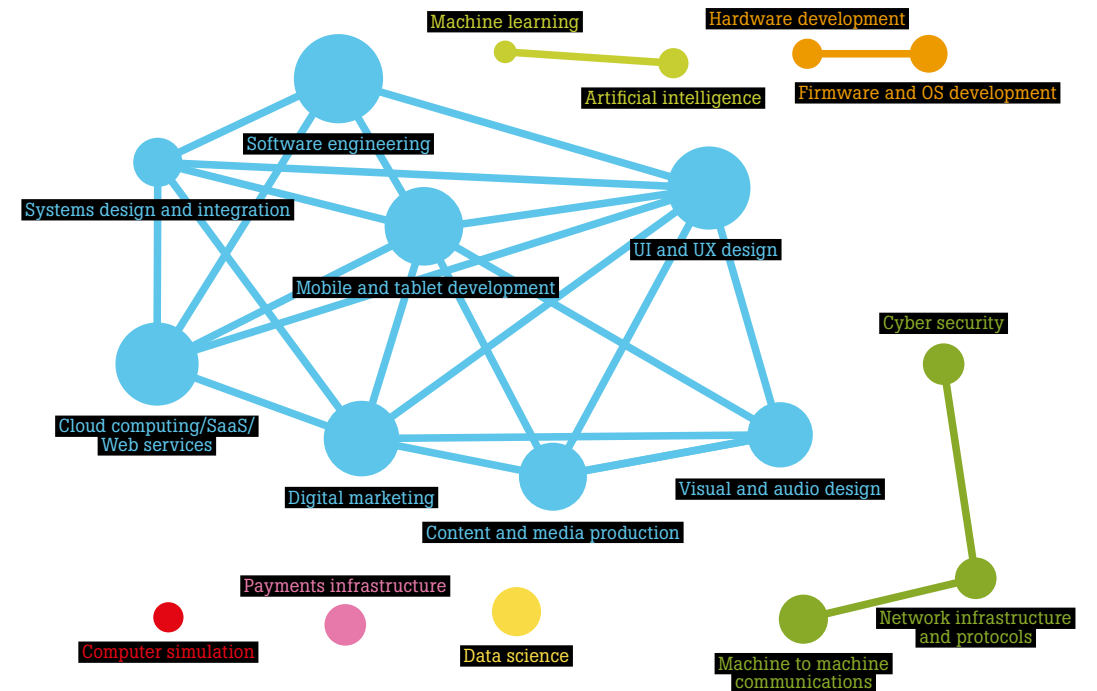 Machine learning
Hardware development
Artificial intelligence
Firmware and OS development
Software engineering
Systems design and integration
UI and UX design
Mobile and tablet development
Cyber security
Cloud computing/SaaS/
Web services
Digital marketing
Visual and audio design
Content and media production
Payments infrastructure
Network infrastructure
and protocols
Computer simulation
Data science
Machine to machine
communications